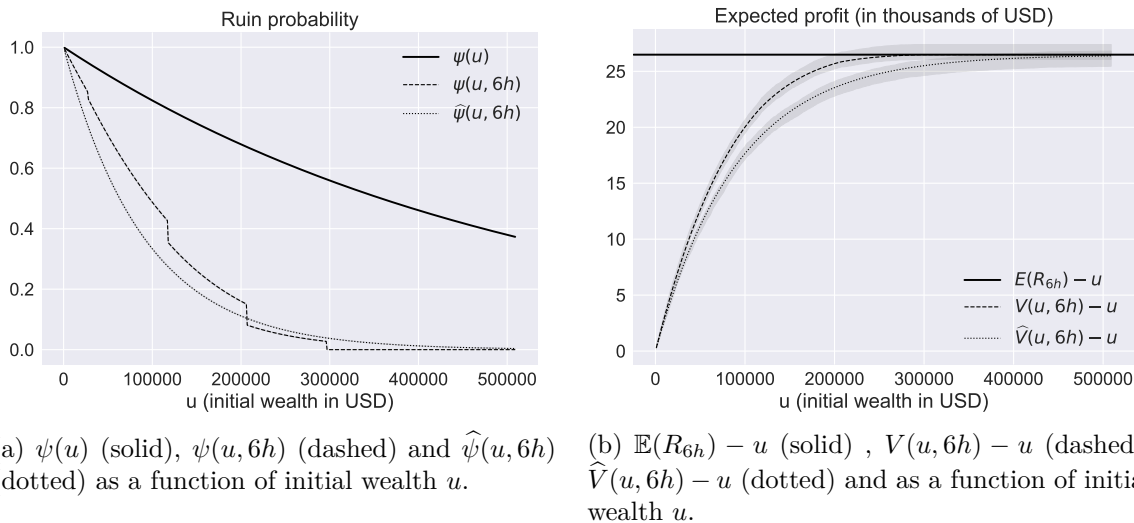 Ruin probability
1.0
0.8
0.6
0.4
0.2
0.0
ψ(u)
ψ(u, 6h)
ψ̂(u, 6h)
0 100000 200000 300000 400000 500000
u (initial wealth in USD)
a) ψ(u) (solid), ψ(u, 6h) (dashed) and ψ̂(u, 6h)
dotted) as a function of initial wealth u.
Expected profit (in thousands of USD)
25
20
15
10
5
0
E(R₆ₕ) − u
V(u, 6h) − u
V̂(u, 6h) − u
0 100000 200000 300000 400000 500000
u (initial wealth in USD)
(b) 𝔼(R₆ₕ) − u (solid) , V(u, 6h) − u (dashed
V̂(u, 6h) − u (dotted) and as a function of initia
wealth u.